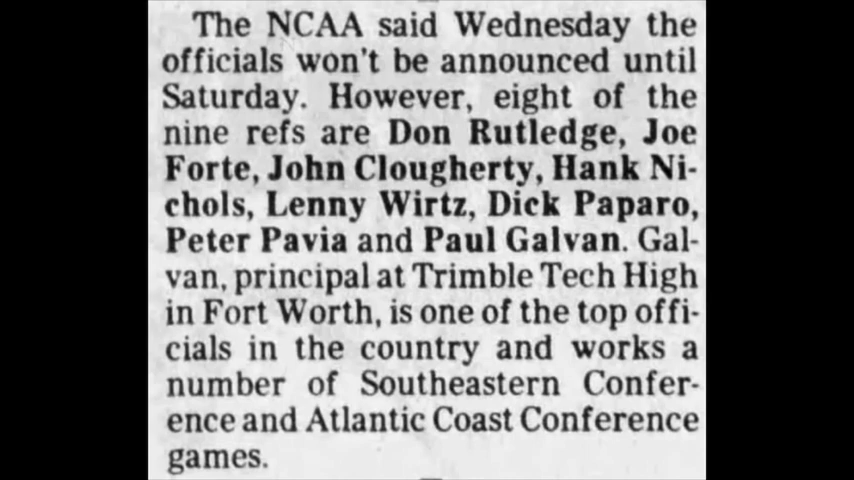 The NCAA said Wednesday the
officials won't be announced until
Saturday. However, eight of the
nine refs are Don Rutledge, Joe
Forte, John Clougherty, Hank Ni-
chols, Lenny Wirtz, Dick Paparo,
Peter Pavia and Paul Galvan. Gal-
van, principal at Trimble Tech High
in Fort Worth, is one of the top offi-
cials in the country and works a
number of Southeastern Confer-
ence and Atlantic Coast Conference
games.